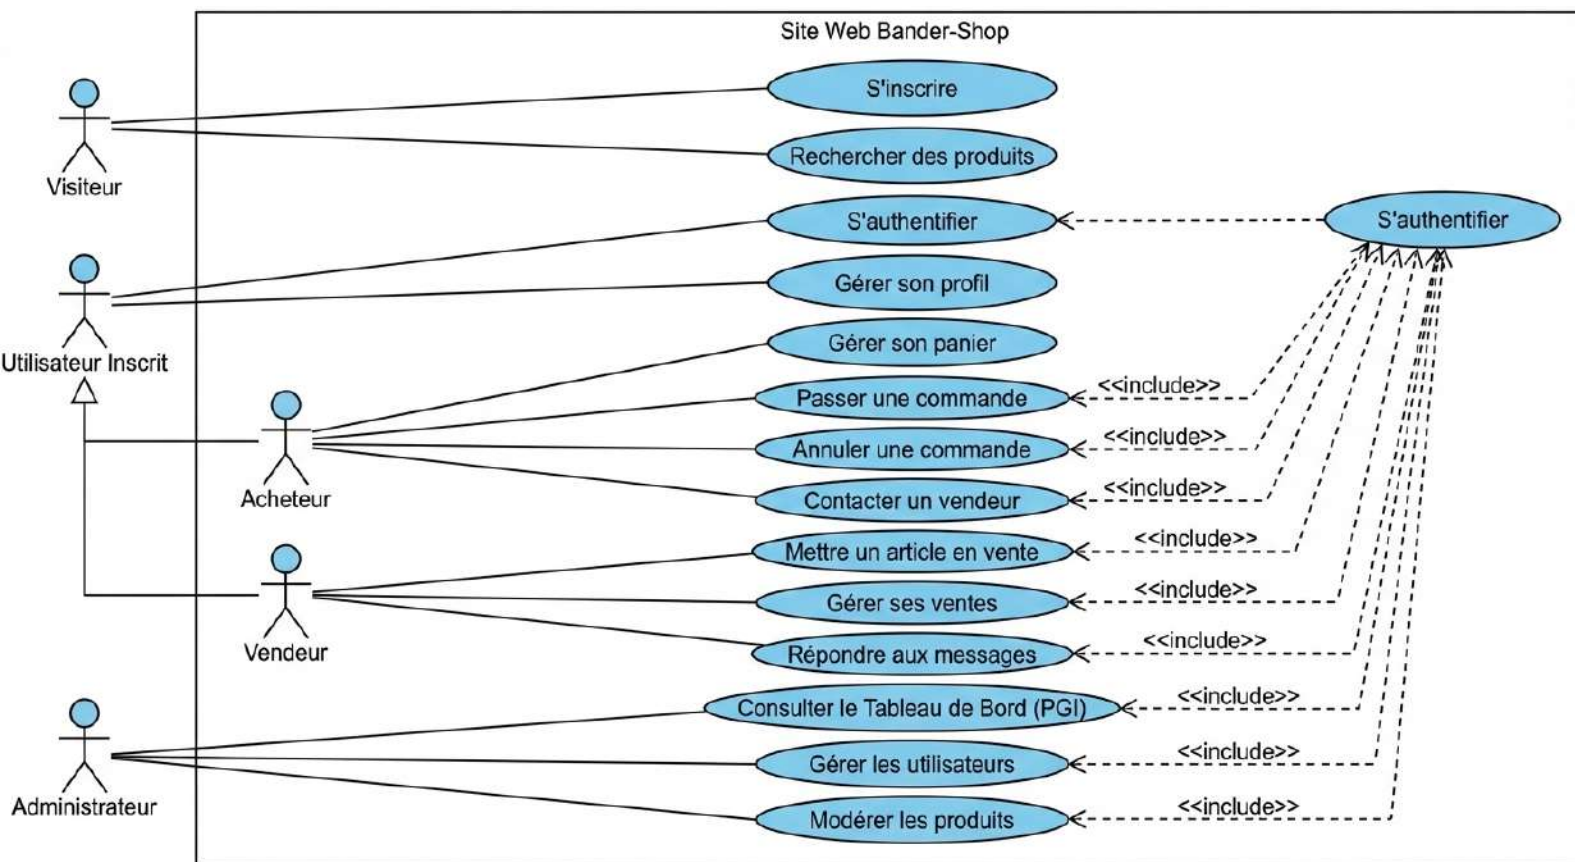 Site Web Bander-Shop
S'inscrire
Rechercher des produits
Visiteur
S'authentifier
S'authentifier
Gérer son profil
Utilisateur Inscrit
Gérer son panier
Passer une commande
<<include>>
Annuler une commande
<<include>>
Contacter un vendeur
<<include>>
Acheteur
Mettre un article en vente
<<include>>
Gérer ses ventes
<<include>>
Répondre aux messages
<<include>>
Vendeur
Consulter le Tableau de Bord (PGI)
<<include>>
Gérer les utilisateurs
<<include>>
Modérer les produits
<<include>>
Administrateur